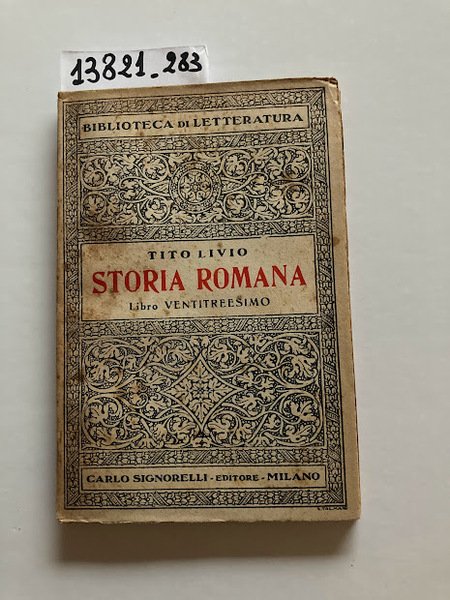 13821_283
BIBLIOTECA DI LETTERATURA
TITO LIVIO
STORIA ROMANA
Libro VENTITREESIMO
CARLO SIGNORELLI - EDITORE - MILANO